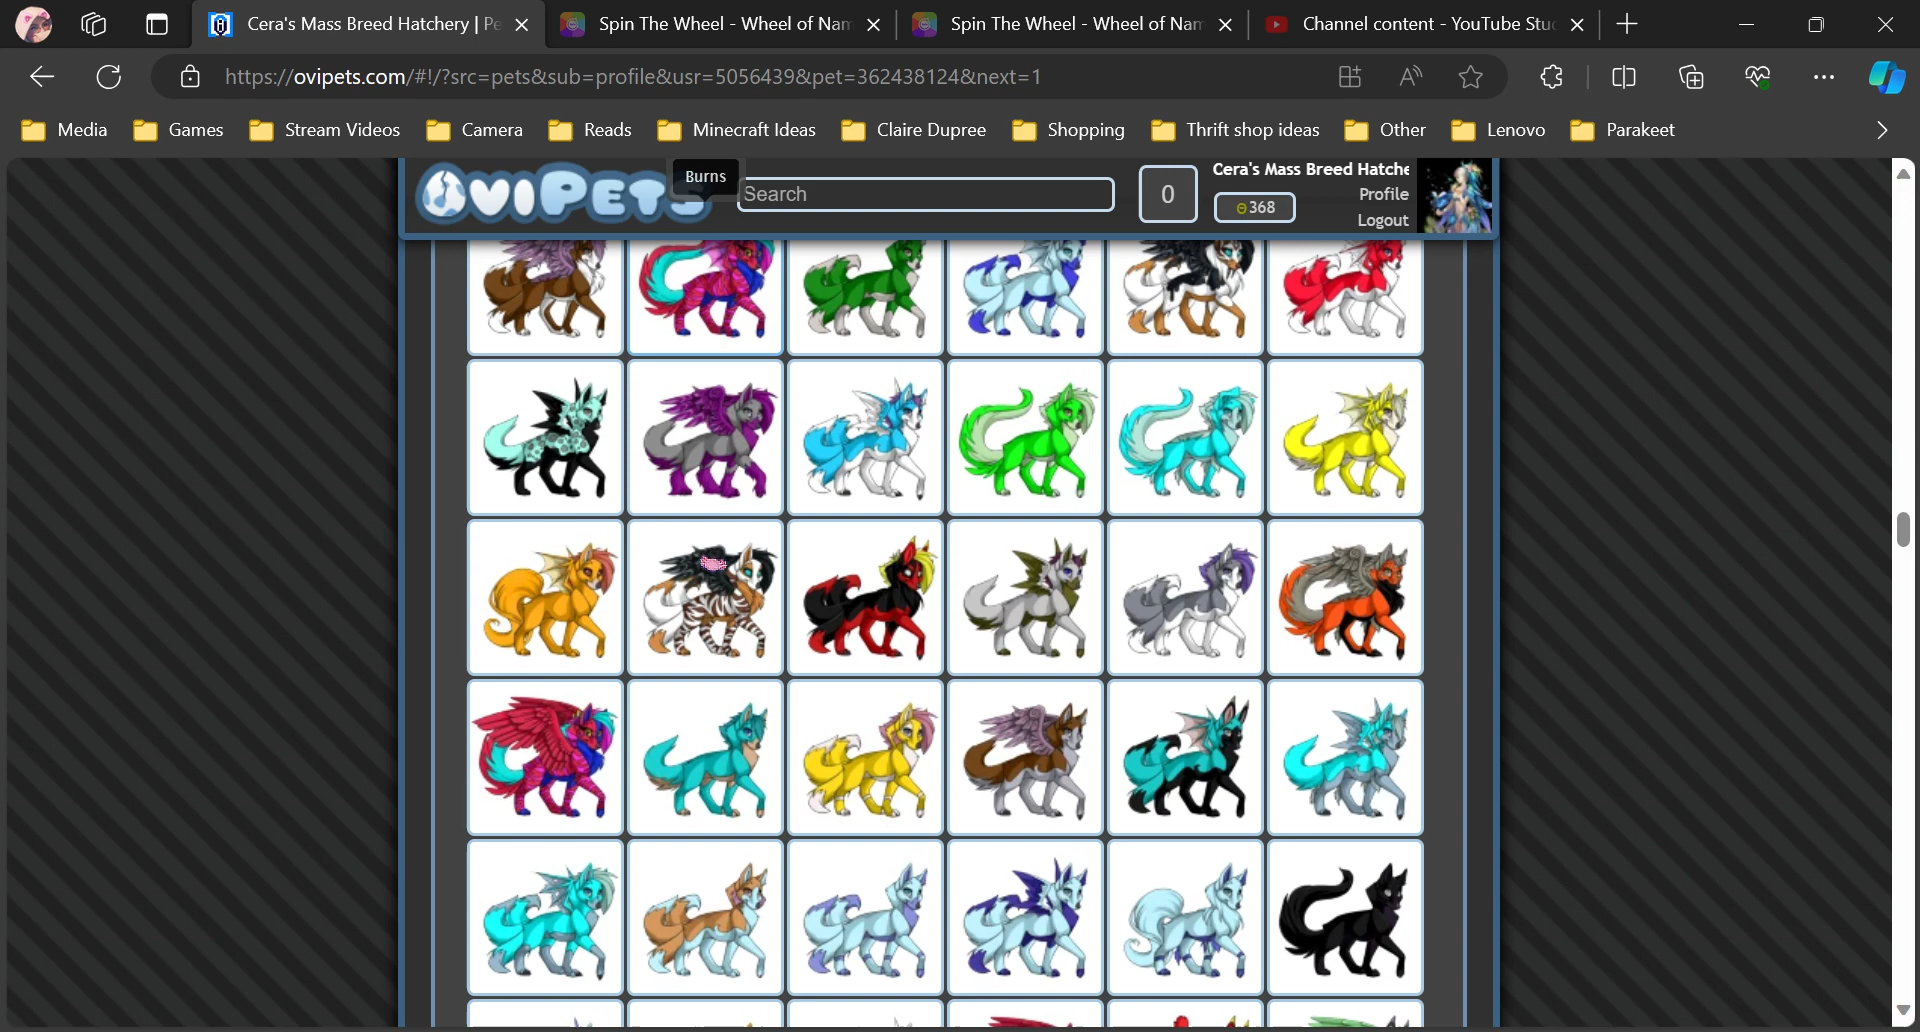 Cera's Mass Breed Hatchery | Pe
Spin The Wheel - Wheel of Nam
Spin The Wheel - Wheel of Nam
Channel content - YouTube Stu
https://ovipets.com/#!/?src=pets&sub=profile&usr=5056439&pet=362438124&next=1
Media
Games
Stream Videos
Camera
Reads
Minecraft Ideas
Claire Dupree
Shopping
Thrift shop ideas
Other
Lenovo
Parakeet
OviPets
Burns
Search
0
Cera's Mass Breed Hatche
368
Profile
Logout